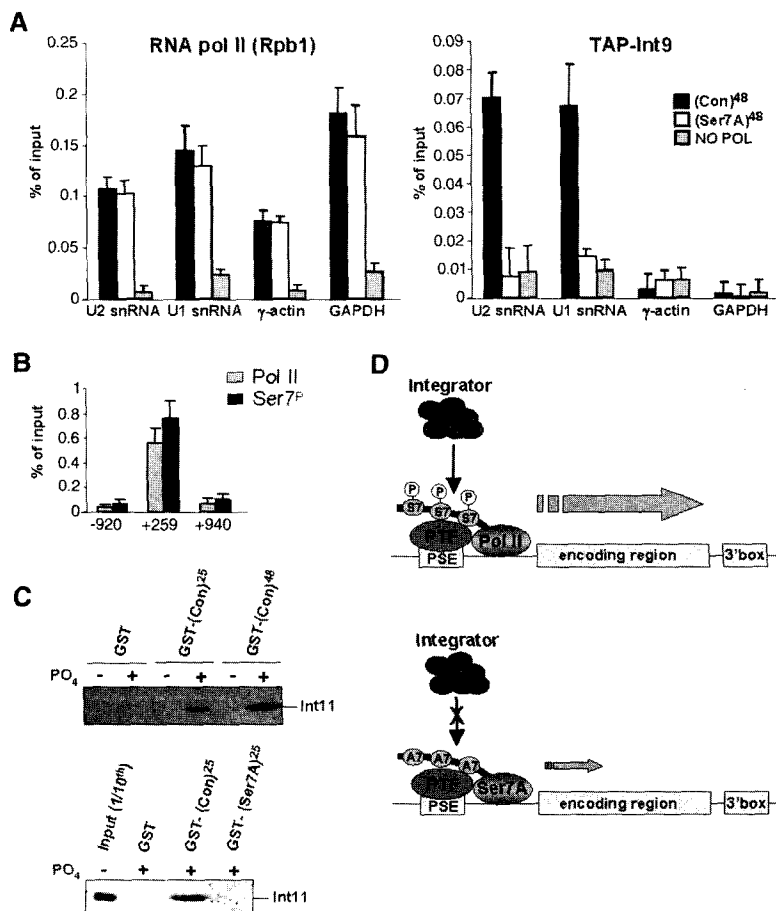 A
RNA pol II (Rpb1)
% of input
0.25
0.2
0.15
0.1
0.05
0
U2 snRNA U1 snRNA γ-actin GAPDH
TAP-Int9
% of input
0.09
0.08
0.07
0.06
0.05
0.04
0.03
0.02
0.01
0
(Con)48
(Ser7A)48
NO POL
U2 snRNA U1 snRNA γ-actin GAPDH
B
Pol II
Ser7P
% of input
1
0.8
0.6
0.4
0.2
0
-920 +259 +940
C
GST
GST-(Con)25
GST-(Con)48
PO4 - + - + - +
Int11
Input (1/10th)
GST
GST- (Con)25
GST- (Ser7A)25
PO4 - + + +
Int11
D
Integrator
P P P
S7 S7 S7
PTF Pol II
PSE encoding region 3'box
Integrator
X
A7 A7 A7
PTF Ser7A
PSE encoding region 3'box